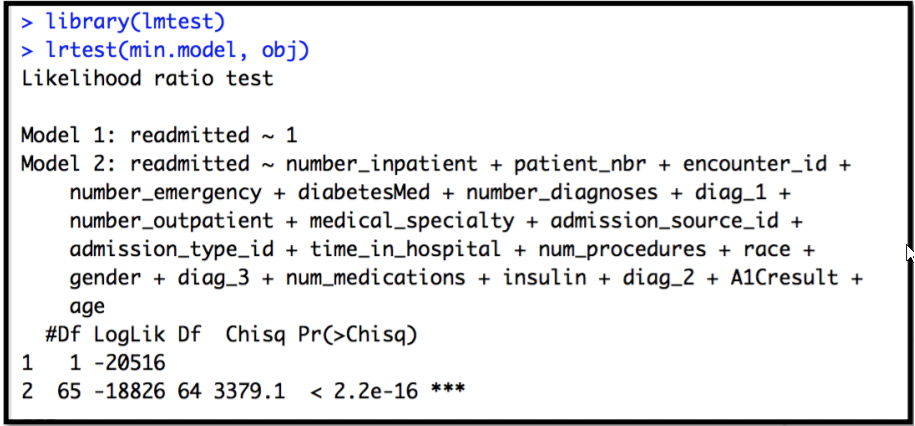 > library(lmtest)
> lrtest(min.model, obj)
Likelihood ratio test
Model 1: readmitted ~ 1
Model 2: readmitted ~ number_inpatient + patient_nbr + encounter_id +
number_emergency + diabetesMed + number_diagnoses + diag_1 +
number_outpatient + medical_specialty + admission_source_id +
admission_type_id + time_in_hospital + num_procedures + race +
gender + diag_3 + num_medications + insulin + diag_2 + A1Cresult +
age
#Df LogLik Df Chisq Pr(>Chisq)
1 1 -20516
2 65 -18826 64 3379.1 < 2.2e-16 ***